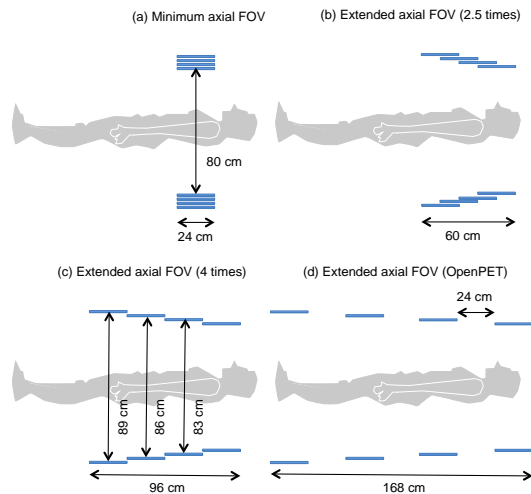 (a) Minimum axial FOV
(b) Extended axial FOV (2.5 times)
80 cm
24 cm
60 cm
(c) Extended axial FOV (4 times)
(d) Extended axial FOV (OpenPET)
24 cm
89 cm
86 cm
83 cm
96 cm
168 cm